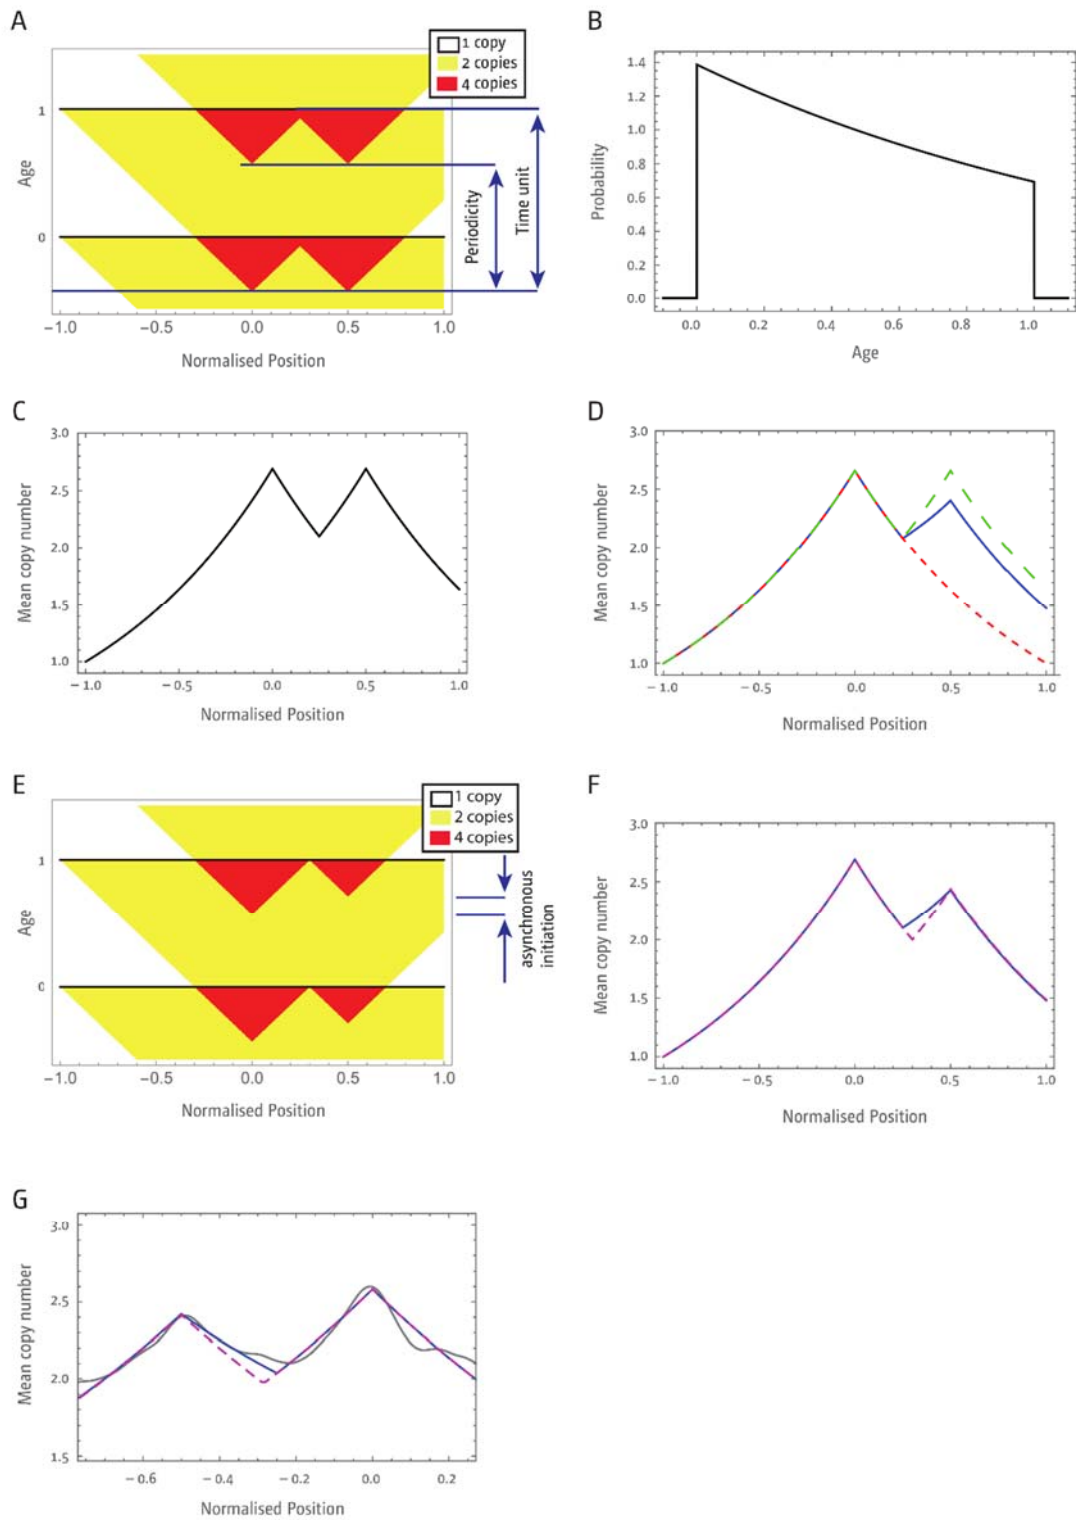 A
1 copy
2 copies
4 copies
1
0
Age
Periodicity
Time unit
−1.0 −0.5 0.0 0.5 1.0
Normalised Position
B
1.4
1.2
1.0
0.8
0.6
0.4
0.2
0.0
Probability
0.0 0.2 0.4 0.6 0.8 1.0
Age
C
3.0
2.5
2.0
1.5
1.0
Mean copy number
−1.0 −0.5 0.0 0.5 1.0
Normalised Position
D
3.0
2.5
2.0
1.5
1.0
Mean copy number
−1.0 −0.5 0.0 0.5 1.0
Normalised Position
E
1 copy
2 copies
4 copies
1
0
Age
asynchronous
initiation
−1.0 −0.5 0.0 0.5 1.0
Normalised Position
F
3.0
2.5
2.0
1.5
1.0
Mean copy number
−1.0 −0.5 0.0 0.5 1.0
Normalised Position
G
3.0
2.5
2.0
1.5
Mean copy number
−0.6 −0.4 −0.2 0.0 0.2
Normalised Position